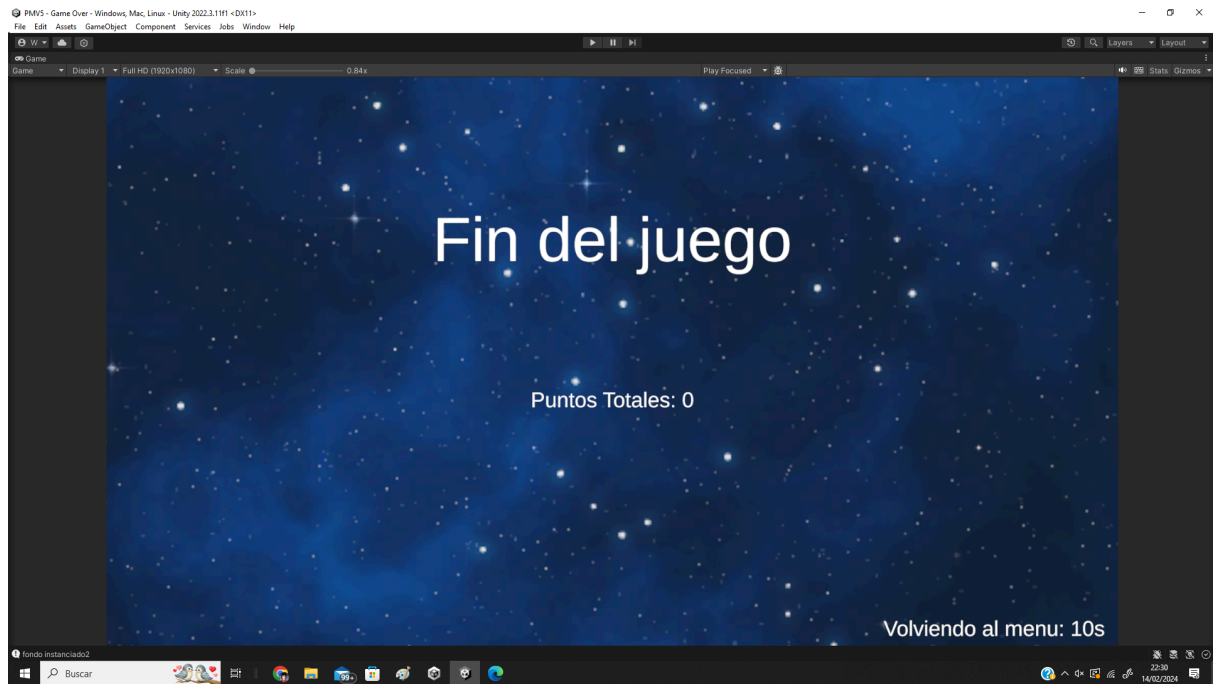 PMV5 - Game Over - Windows, Mac, Linux - Unity 2022.3.11f1 <DX11>
File Edit Assets GameObject Component Services Jobs Window Help
W Layers Layout
Game
Game Display 1 Full HD (1920x1080) Scale 0.84x Play Focused Stats Gizmos
Fin del juego
Puntos Totales: 0
Volviendo al menu: 10s
fondo instanciado2
Buscar 99+ 22:30
14/02/2024